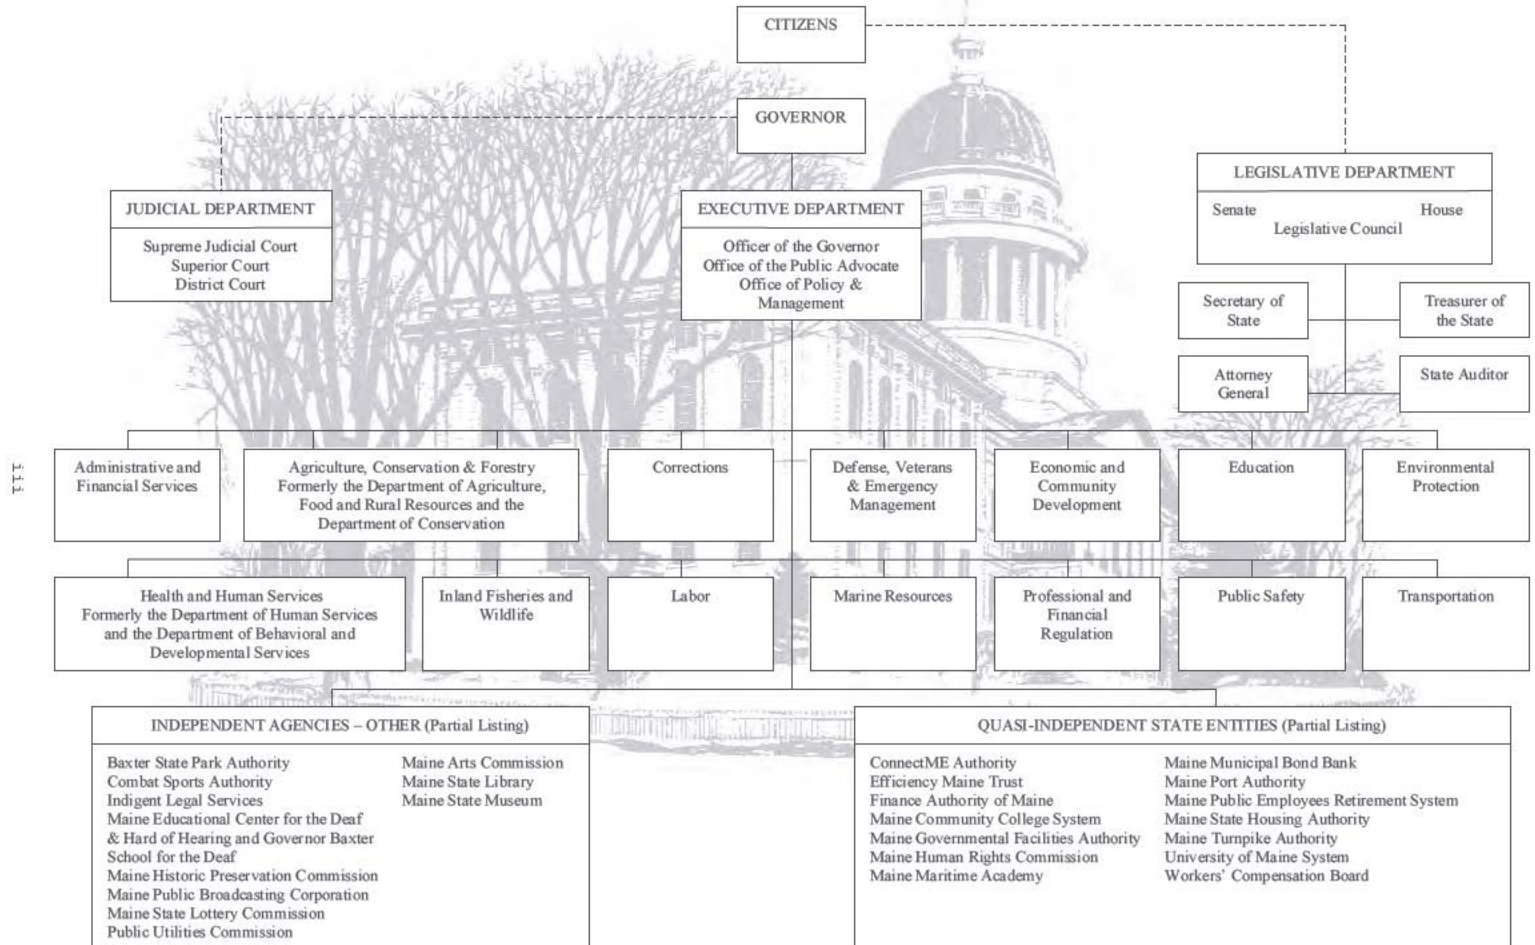 CITIZENS
GOVERNOR
LEGISLATIVE DEPARTMENT
Senate House
Legislative Council
JUDICIAL DEPARTMENT
Supreme Judicial Court
Superior Court
District Court
EXECUTIVE DEPARTMENT
Officer of the Governor
Office of the Public Advocate
Office of Policy &
Management
Secretary of
State
Treasurer of
the State
Attorney
General
State Auditor
iii
Administrative and
Financial Services
Agriculture, Conservation & Forestry
Formerly the Department of Agriculture,
Food and Rural Resources and the
Department of Conservation
Corrections
Defense, Veterans
& Emergency
Management
Economic and
Community
Development
Education
Environmental
Protection
Health and Human Services
Formerly the Department of Human Services
and the Department of Behavioral and
Developmental Services
Inland Fisheries and
Wildlife
Labor
Marine Resources
Professional and
Financial
Regulation
Public Safety
Transportation
INDEPENDENT AGENCIES – OTHER (Partial Listing)
Baxter State Park Authority
Combat Sports Authority
Indigent Legal Services
Maine Educational Center for the Deaf
& Hard of Hearing and Governor Baxter
School for the Deaf
Maine Historic Preservation Commission
Maine Public Broadcasting Corporation
Maine State Lottery Commission
Public Utilities Commission
Maine Arts Commission
Maine State Library
Maine State Museum
QUASI-INDEPENDENT STATE ENTITIES (Partial Listing)
ConnectME Authority
Efficiency Maine Trust
Finance Authority of Maine
Maine Community College System
Maine Governmental Facilities Authority
Maine Human Rights Commission
Maine Maritime Academy
Maine Municipal Bond Bank
Maine Port Authority
Maine Public Employees Retirement System
Maine State Housing Authority
Maine Turnpike Authority
University of Maine System
Workers' Compensation Board